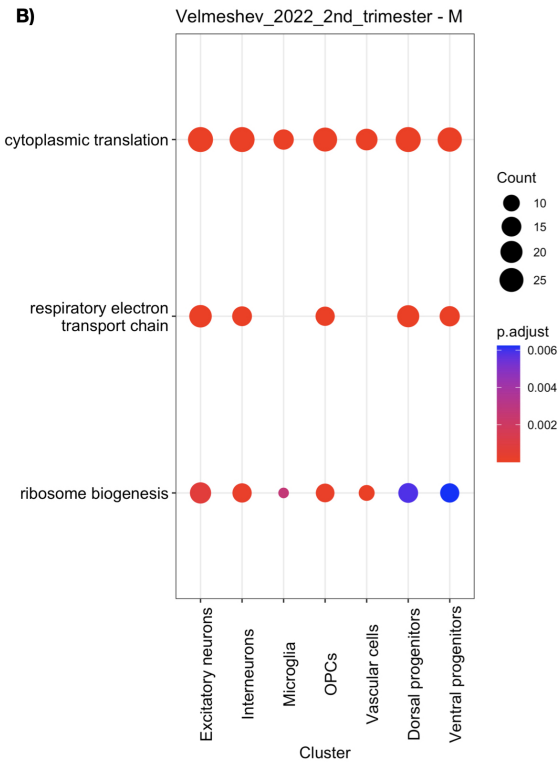 B)
Velmeshev_2022_2nd_trimester - M
cytoplasmic translation
respiratory electron
transport chain
ribosome biogenesis
Excitatory neurons
Interneurons
Microglia
OPCs
Vascular cells
Dorsal progenitors
Ventral progenitors
Cluster
Count
10
15
20
25
p.adjust
0.006
0.004
0.002